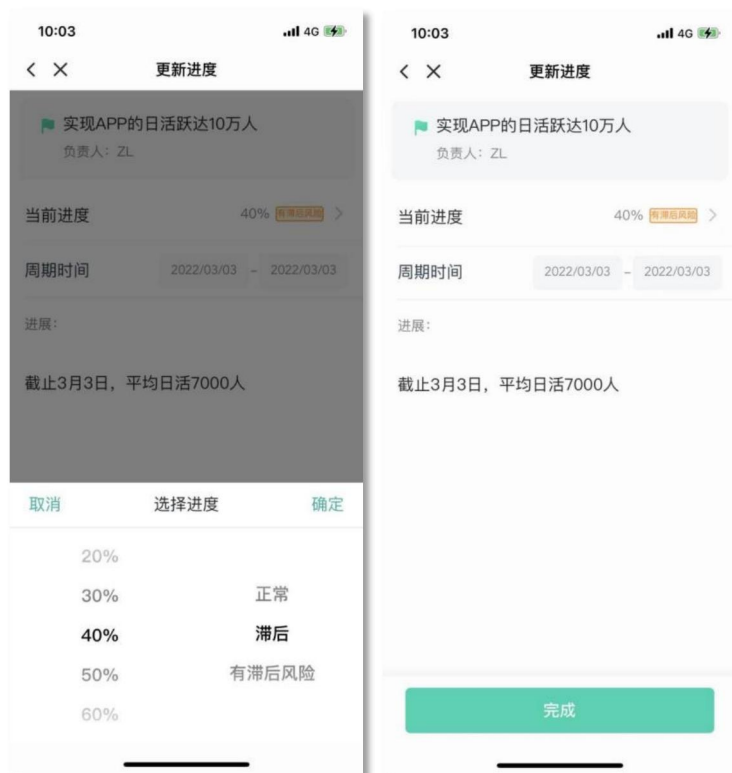 10:03
4G
更新进度
实现APP的日活跃达10万人
负责人：ZL
当前进度
40% 有滞后风险
周期时间
2022/03/03 - 2022/03/03
进展：
截止3月3日，平均日活7000人
取消
选择进度
确定
20%
30% 正常
40% 滞后
50% 有滞后风险
60%
10:03
4G
更新进度
实现APP的日活跃达10万人
负责人：ZL
当前进度
40% 有滞后风险
周期时间
2022/03/03 - 2022/03/03
进展：
截止3月3日，平均日活7000人
完成